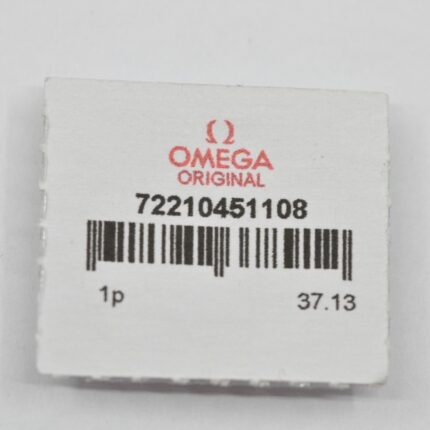 Ω
OMEGA
ORIGINAL
72210451108
1p 37.13